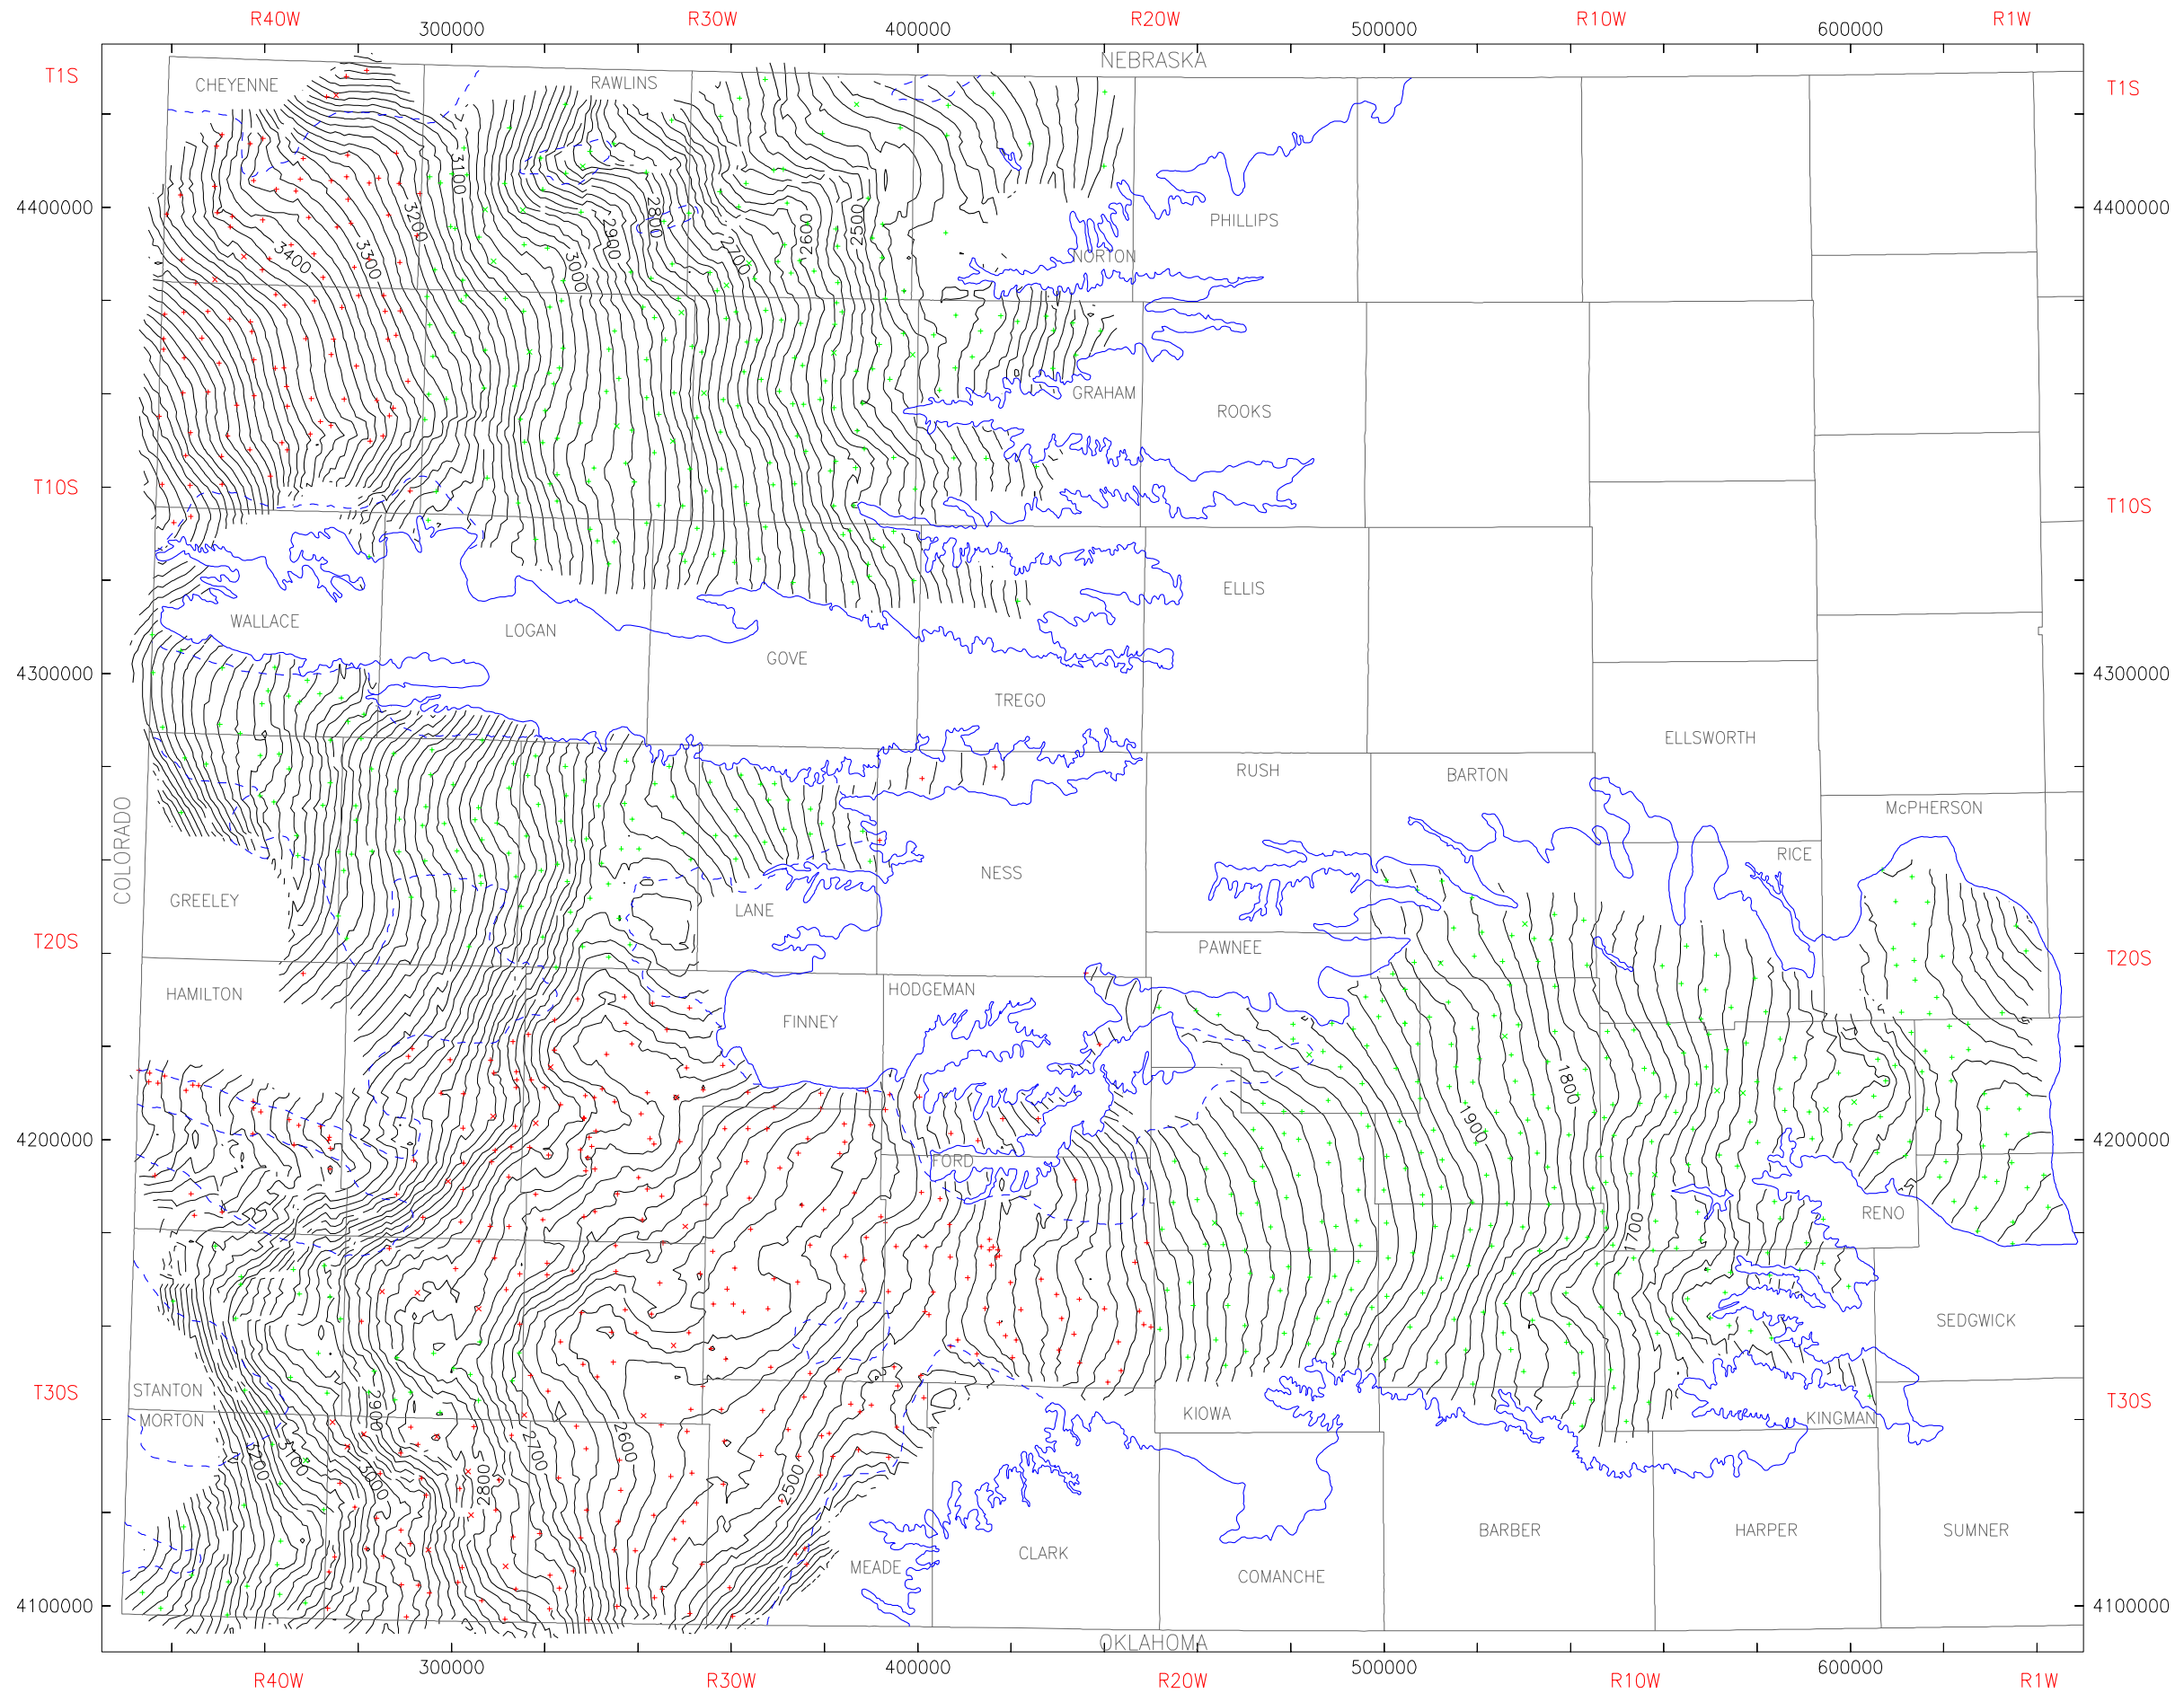 R40W R30W R20W R10W R1W
300000 400000 500000 600000
NEBRASKA
T1S CHEYENNE RAWLINS T1S
3100
4400000 3200 2800 2600 2500 PHILLIPS 4400000
2900
3400 3300 3000 2700 NORTON
GRAHAM
ROOKS
T10S T10S
ELLIS
WALLACE LOGAN
GOVE
4300000 4300000
TREGO
ELLSWORTH
RUSH BARTON
COLORADO McPHERSON
RICE
GREELEY LANE NESS
T20S PAWNEE T20S
HAMILTON HODGEMAN
FINNEY
1800
1900
4200000 4200000
FORD
RENO
1700
SEDGWICK
STANTON
T30S T30S
MORTON 2900 KIOWA KINGMAN
3200 3100 3000 2800 2700 2600 2500
BARBER HARPER SUMNER
MEADE CLARK
COMANCHE
4100000 4100000
OKLAHOMA
300000 400000 500000 600000
R40W R30W R20W R10W R1W